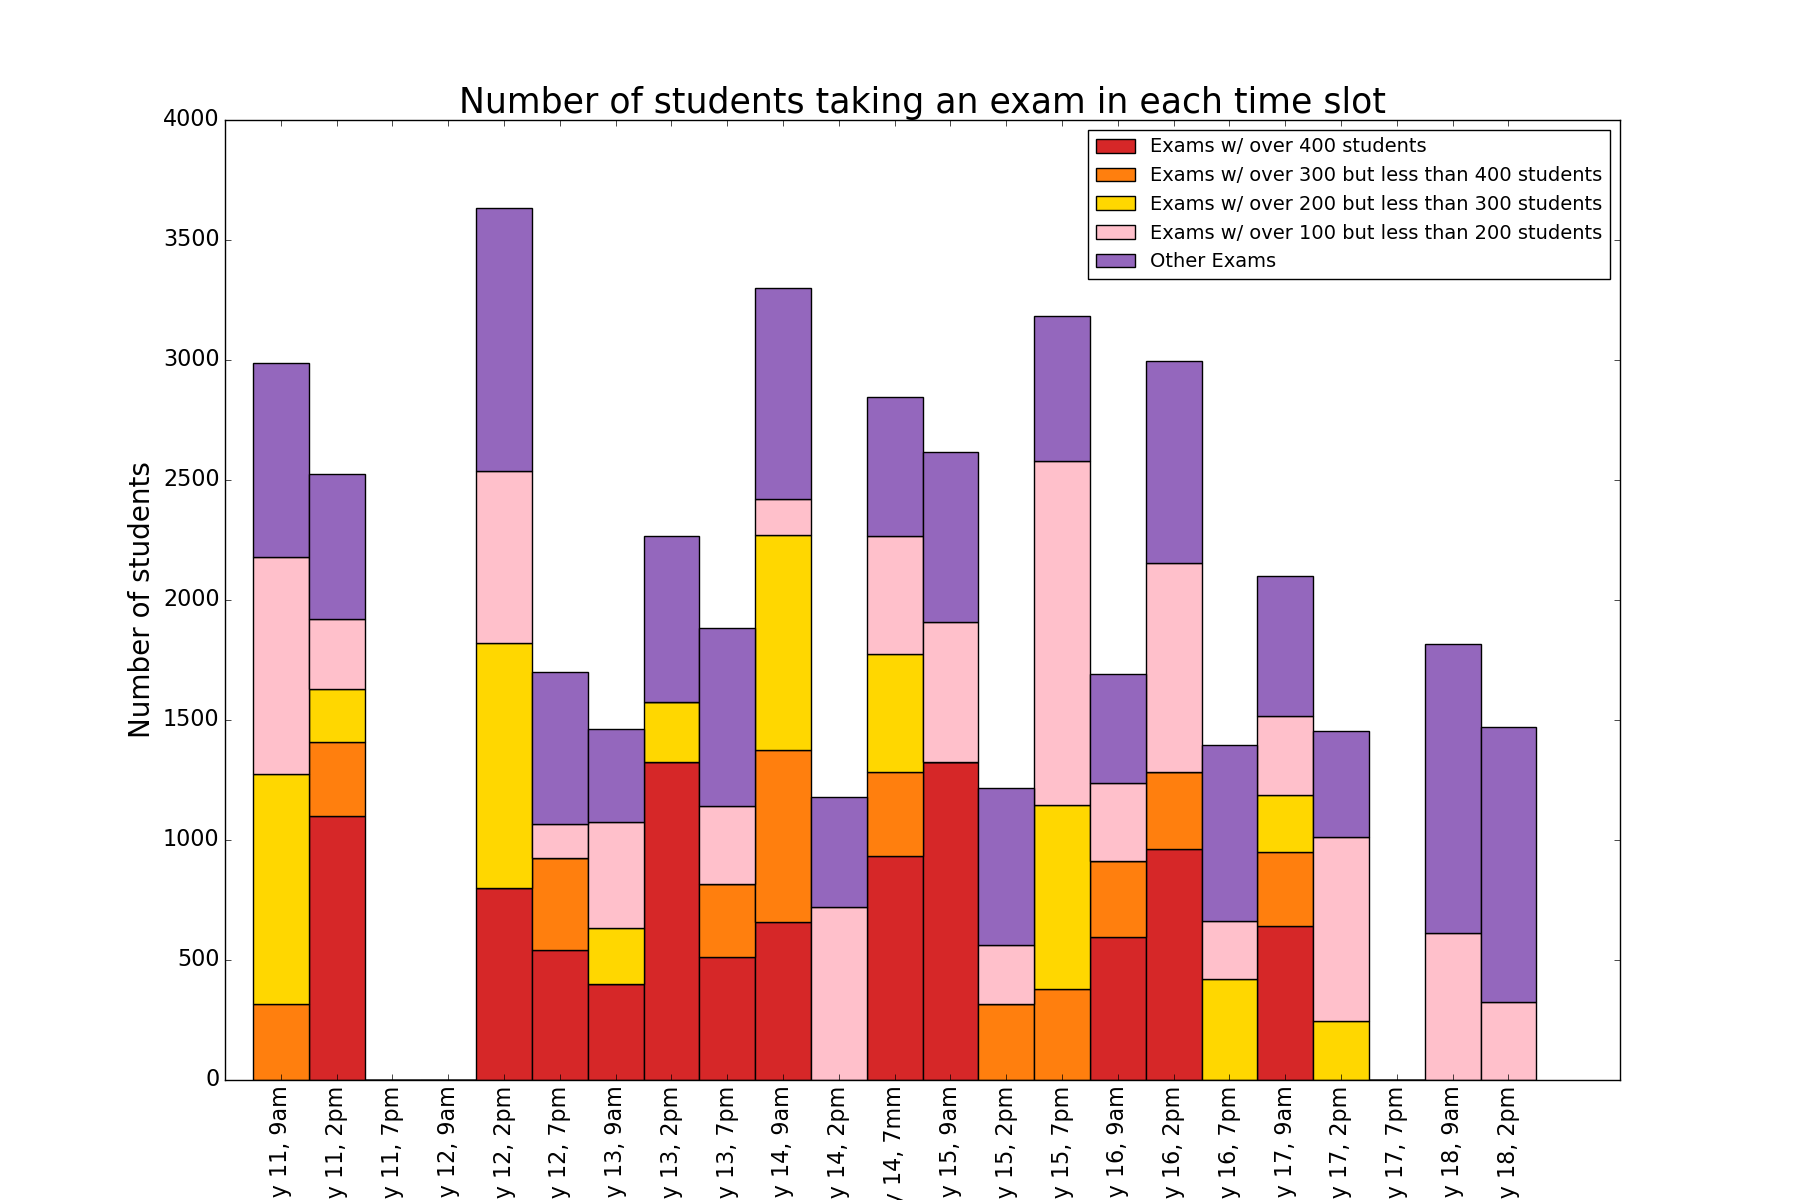 Number of students taking an exam in each time slot
Exams w/ over 400 students
Exams w/ over 300 but less than 400 students
Exams w/ over 200 but less than 300 students
Exams w/ over 100 but less than 200 students
Other Exams
Number of students
4000
3500
3000
2500
2000
1500
1000
500
0
y 11, 9am
y 11, 2pm
y 11, 7pm
y 12, 9am
y 12, 2pm
y 12, 7pm
y 13, 9am
y 13, 2pm
y 13, 7pm
y 14, 9am
y 14, 2pm
y 14, 7mm
y 15, 9am
y 15, 2pm
y 15, 7pm
y 16, 9am
y 16, 2pm
y 16, 7pm
y 17, 9am
y 17, 2pm
y 17, 7pm
y 18, 9am
y 18, 2pm